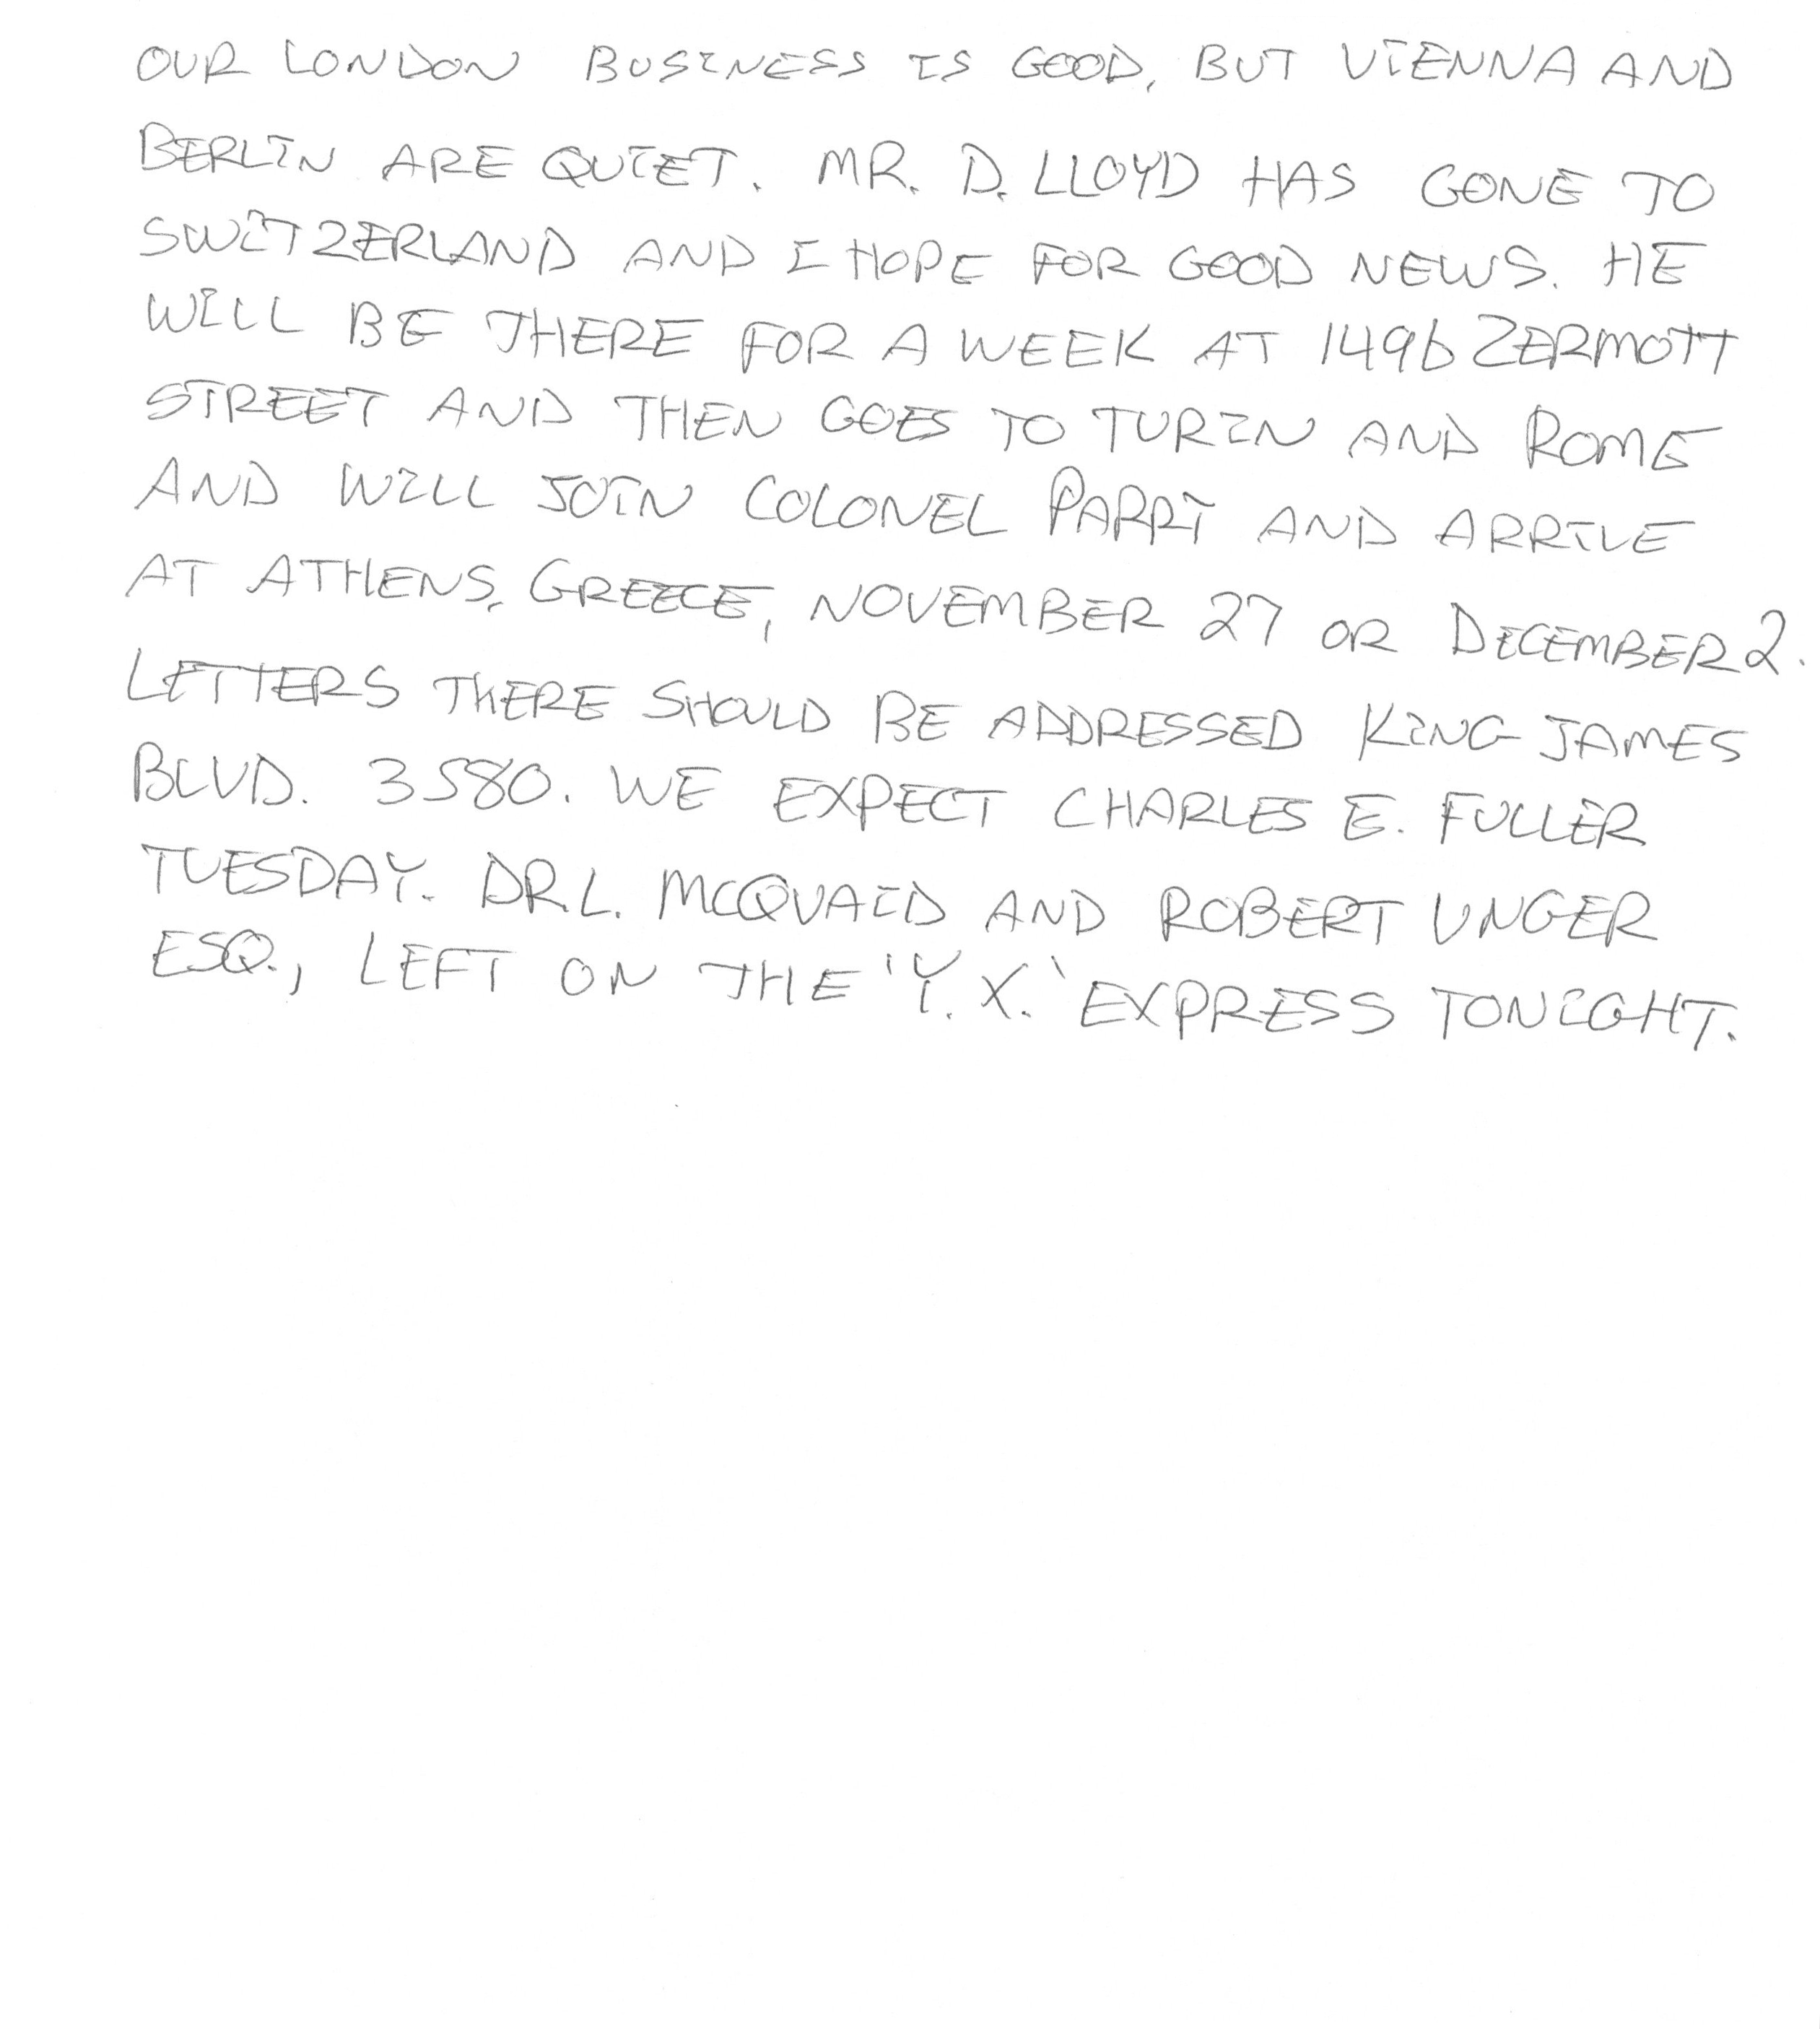 OUR LONDON BUSINESS IS GOOD, BUT VIENNA AND
BERLIN ARE QUIET. MR. D. LLOYD HAS GONE TO
SWITZERLAND AND I HOPE FOR GOOD NEWS. HE
WILL BE THERE FOR A WEEK AT 1496 ZERMOTT
STREET AND THEN GOES TO TURIN AND ROME
AND WILL JOIN COLONEL PARRY AND ARRIVE
AT ATHENS, GREECE, NOVEMBER 27 OR DECEMBER 2.
LETTERS THERE SHOULD BE ADDRESSED KING JAMES
BLVD. 3580. WE EXPECT CHARLES E. FULLER
TUESDAY. DR. L. MCQUAID AND ROBERT UNGER
ESQ., LEFT ON THE 'Y.X.' EXPRESS TONIGHT.